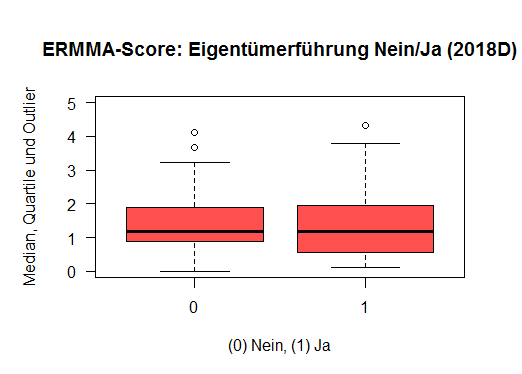 ERMMA-Score: Eigentümerführung Nein/Ja (2018D)
Median, Quartile und Outlier
5
4
3
2
1
0
0 1
(0) Nein, (1) Ja